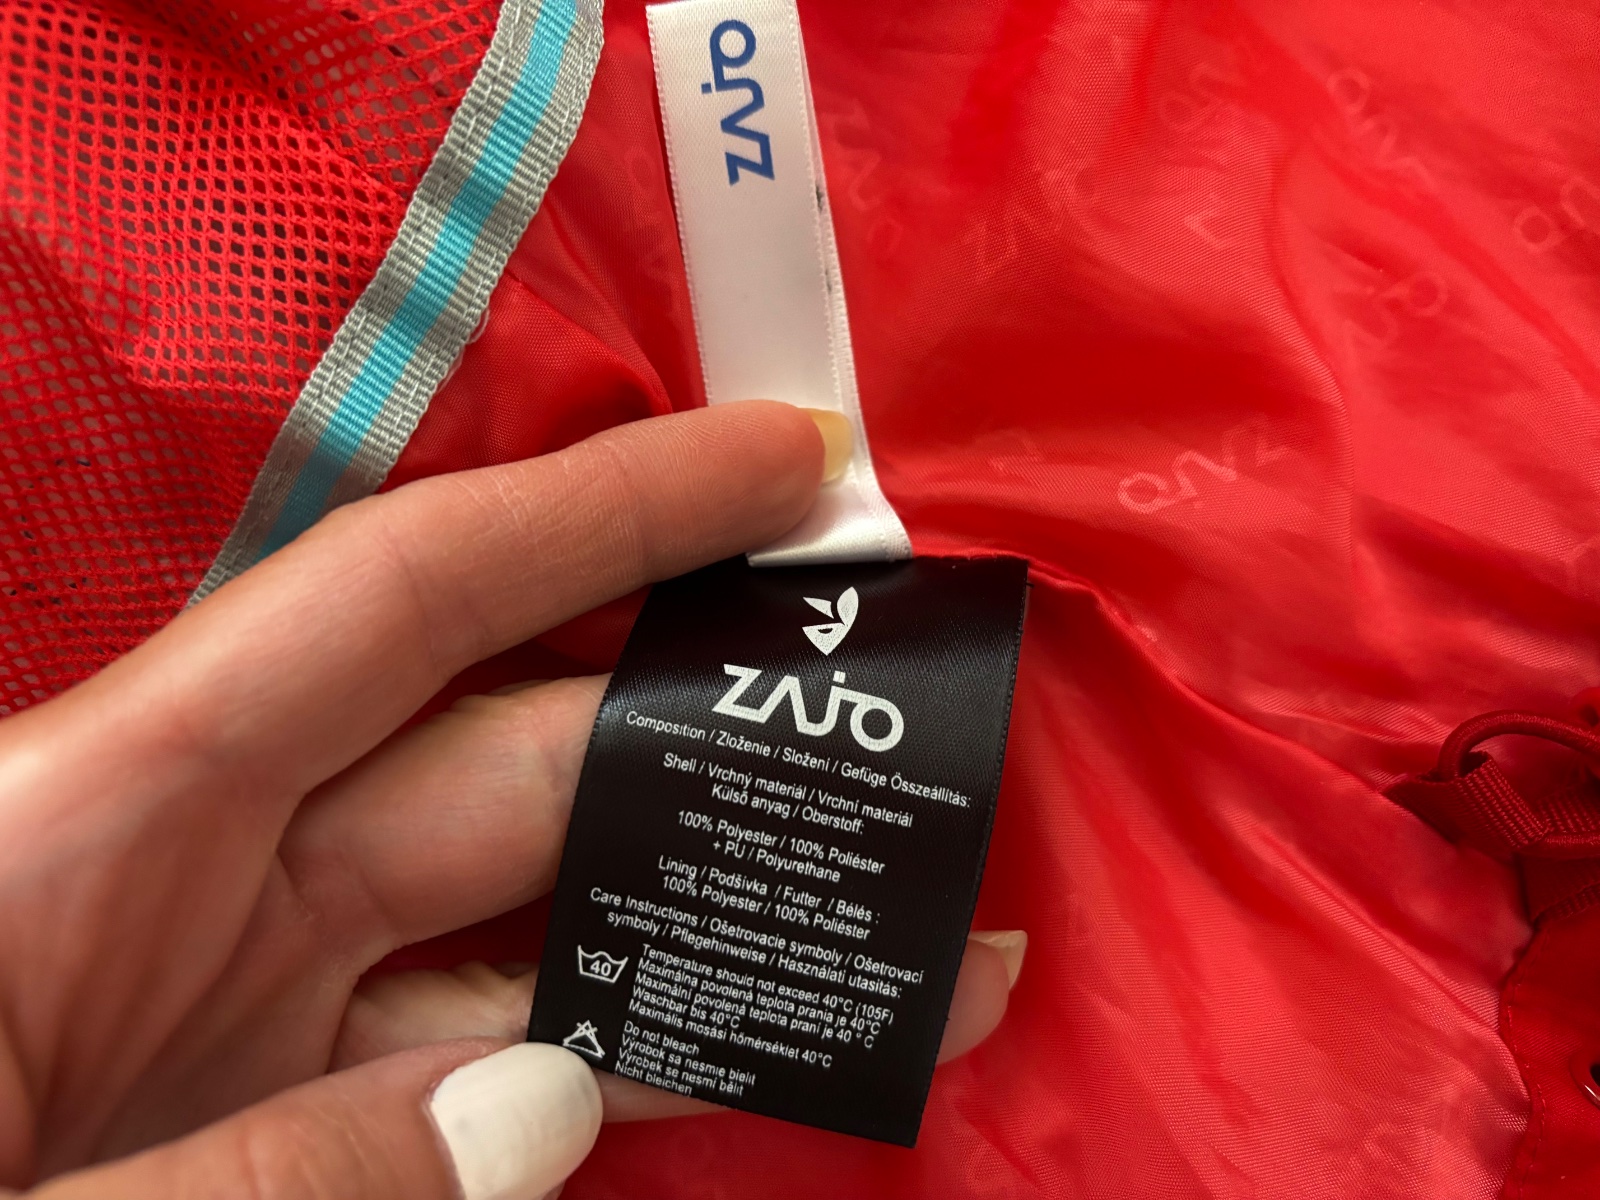 ZAJO
ZAJO
Composition / Zloženie / Složení / Gefüge Összeállítás:
Shell / Vrchný materiál / Vrchní materiál
Külső anyag / Oberstoff:
100% Polyester / 100% Poliéster
+ PU / Polyurethane
Lining / Podšívka / Futter / Bélés :
100% Polyester / 100% Poliéster
Care Instructions / Ošetrovacie symboly / Ošetrovací
symboly / Pflegehinweise / Használati utasitás:
40
Temperature should not exceed 40°C (105F)
Maximálna povolená teplota prania je 40°C
Maximální povolená teplota praní je 40 ° C
Waschbar bis 40°C
Maximális mosási hőmérséklet 40°C
Do not bleach
Výrobok sa nesmie bieliť
Výrobek se nesmí bělit
Nicht bleichen
ZAJO
ZAJO
ZAJO